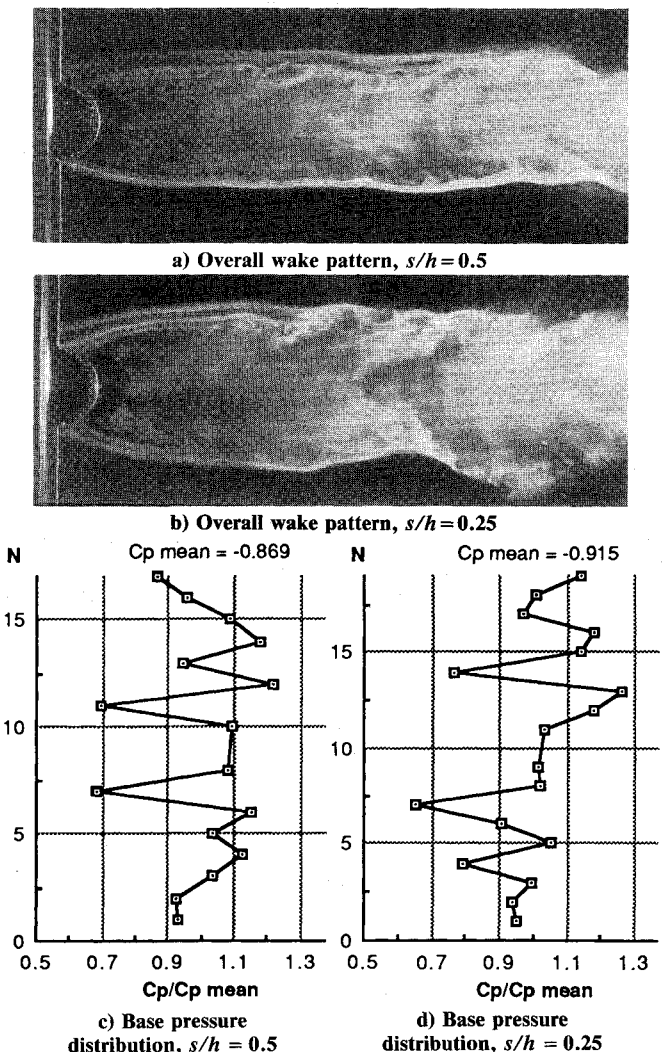 a) Overall wake pattern, s/h=0.5
b) Overall wake pattern, s/h=0.25
N
Cp mean = -0.869
15
10
5
0
0.5 0.7 0.9 1.1 1.3
Cp/Cp mean
c) Base pressure
distribution, s/h = 0.5
N
Cp mean = -0.915
15
10
5
0
0.5 0.7 0.9 1.1 1.3
Cp/Cp mean
d) Base pressure
distribution, s/h = 0.25